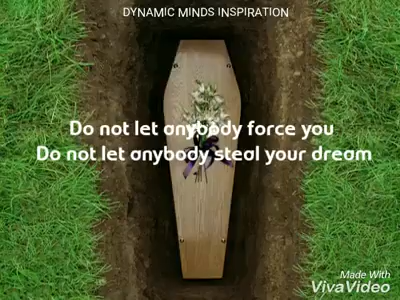 DYNAMIC MINDS INSPIRATION
Do not let anybody force you
Do not let anybody steal your dream
Made With
VivaVideo